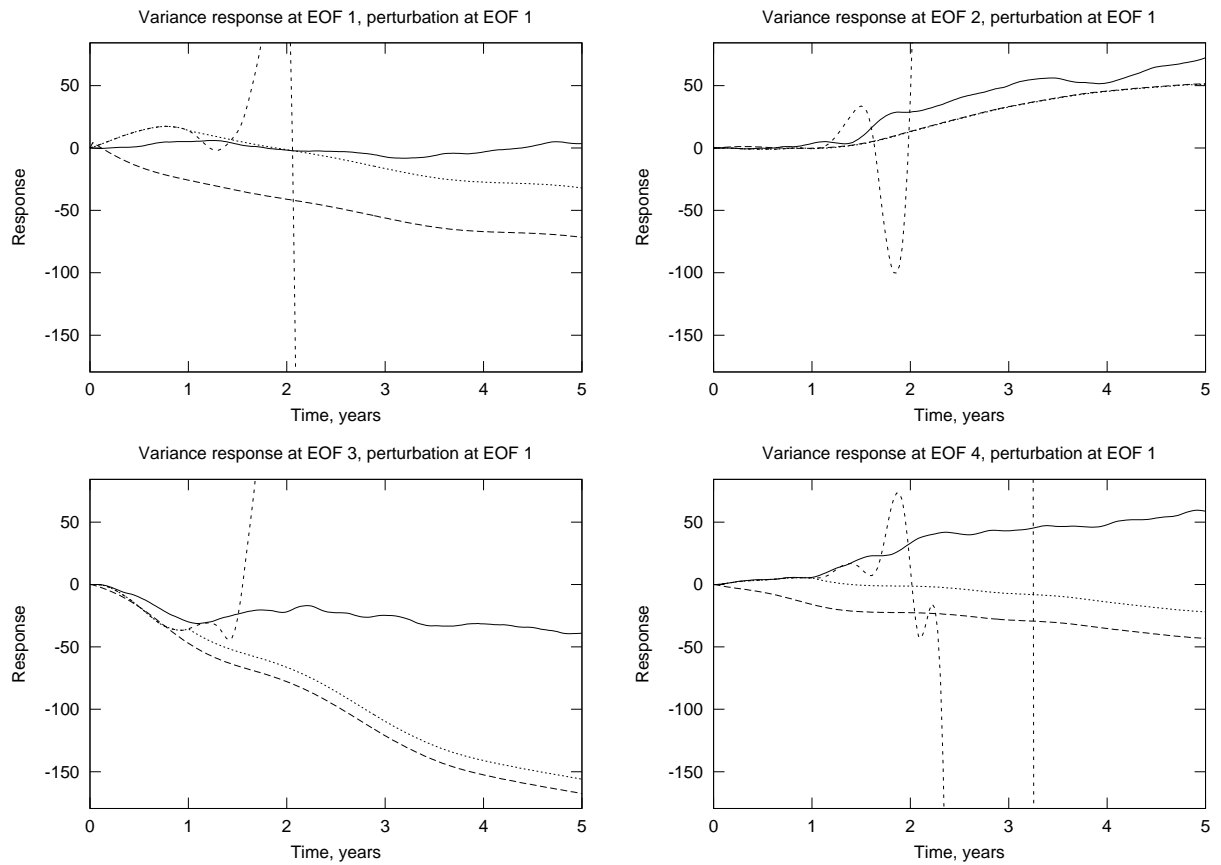 Variance response at EOF 1, perturbation at EOF 1
50
0
-50
-100
-150
Response
0 1 2 3 4 5
Time, years
Variance response at EOF 2, perturbation at EOF 1
50
0
-50
-100
-150
Response
0 1 2 3 4 5
Time, years
Variance response at EOF 3, perturbation at EOF 1
50
0
-50
-100
-150
Response
0 1 2 3 4 5
Time, years
Variance response at EOF 4, perturbation at EOF 1
50
0
-50
-100
-150
Response
0 1 2 3 4 5
Time, years